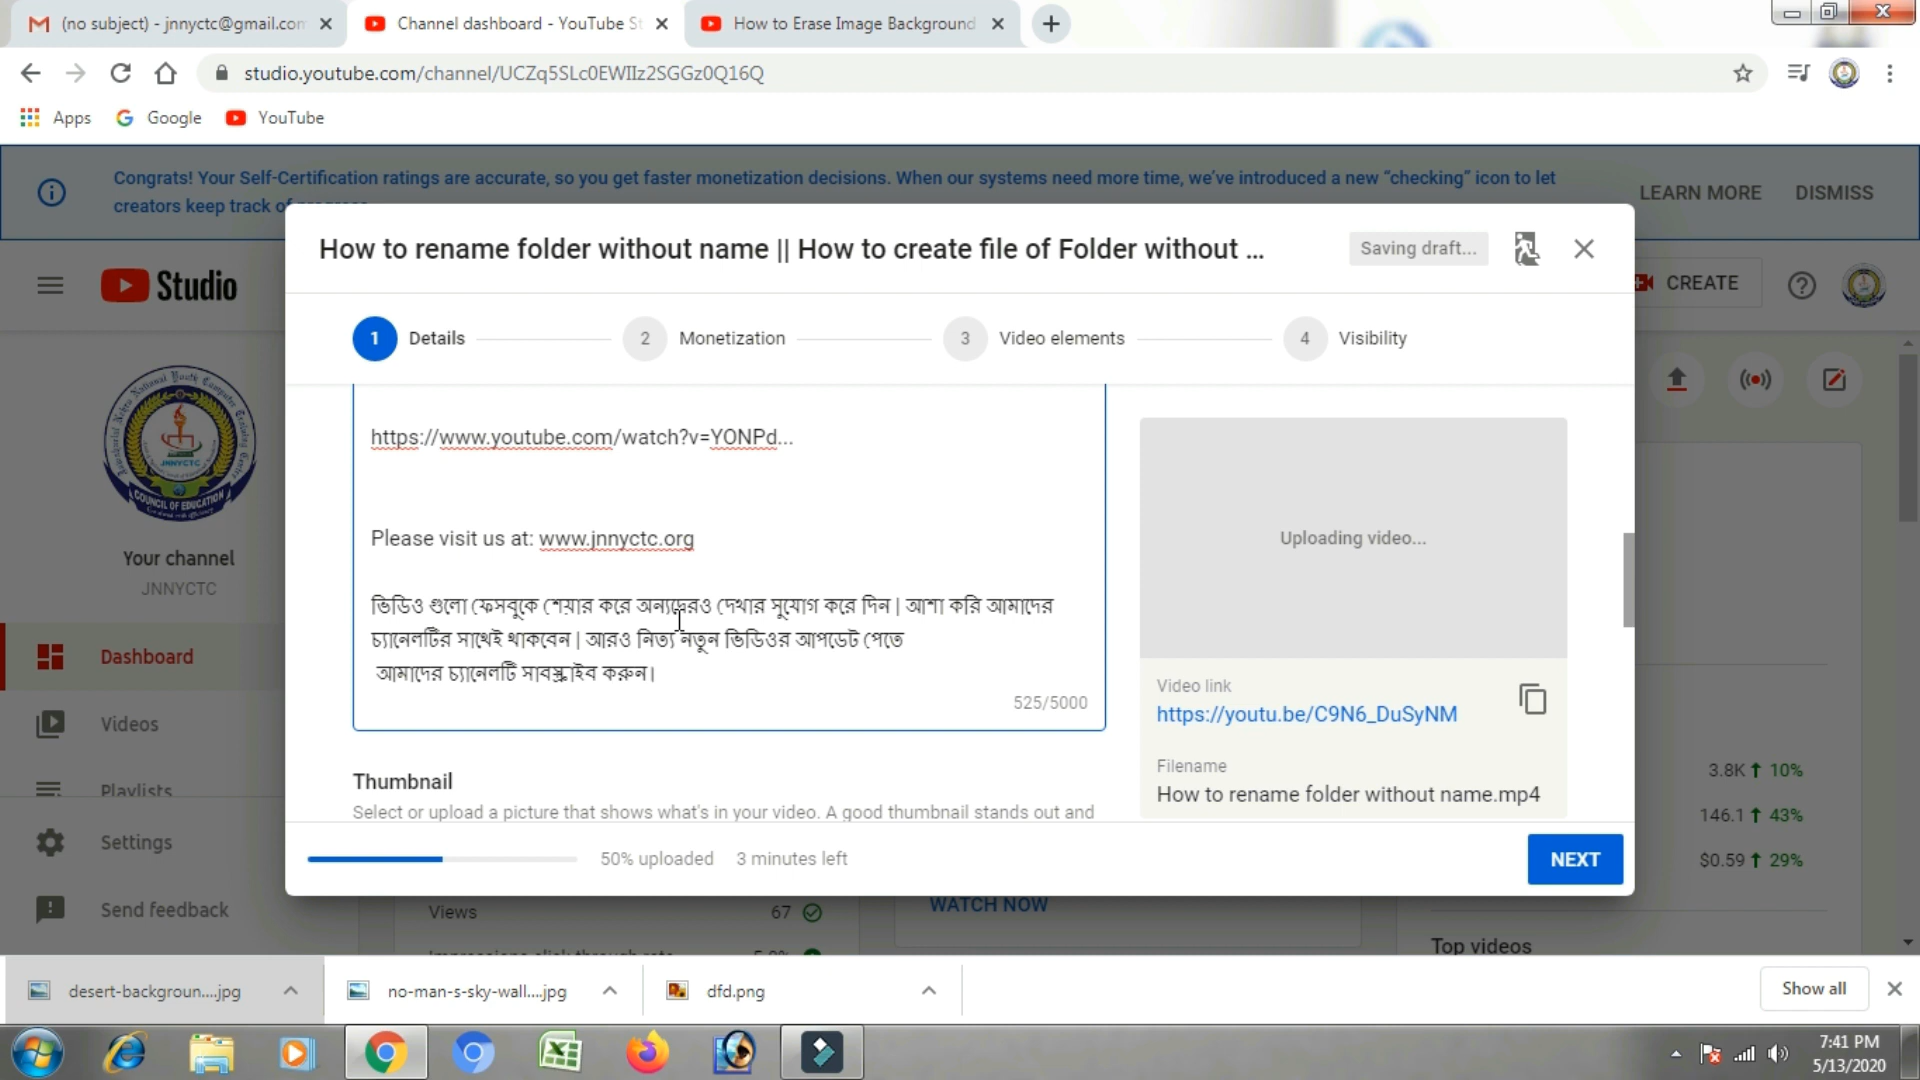 (no subject) - jnnyctc@gmail.com
Channel dashboard - YouTube St
How to Erase Image Background
studio.youtube.com/channel/UCZq5SLc0EWIIz2SGGz0Q16Q
Apps Google YouTube
Congrats! Your Self-Certification ratings are accurate, so you get faster monetization decisions. When our systems need more time, we've introduced a new “checking” icon to let
creators keep track of
LEARN MORE DISMISS
How to rename folder without name || How to create file of Folder without ...
Saving draft...
Studio
CREATE
1 Details 2 Monetization 3 Video elements 4 Visibility
https://www.youtube.com/watch?v=YONPd...
Please visit us at: www.jnnyctc.org
ভিডিও গুলো ফেসবুকে শেয়ার করে অন্যদেরও দেখার সুযোগ করে দিন | আশা করি আমাদের
চ্যানেলটির সাথেই থাকবেন | আরও নিত্য নতুন ভিডিওর আপডেট পেতে
আমাদের চ্যানেলটি সাবস্ক্রাইব করুন।
525/5000
Uploading video...
Video link
https://youtu.be/C9N6_DuSyNM
Filename
How to rename folder without name.mp4
Thumbnail
Select or upload a picture that shows what's in your video. A good thumbnail stands out and
50% uploaded 3 minutes left
NEXT
JNNYCTC
COUNCIL OF EDUCATION
Your channel
JNNYCTC
Dashboard
Videos
Playlists
Settings
Send feedback
3.8K 10%
146.1 43%
$0.59 29%
Views 67
WATCH NOW
Top videos
desert-backgroun....jpg
no-man-s-sky-wall....jpg
dfd.png
Show all
7:41 PM
5/13/2020